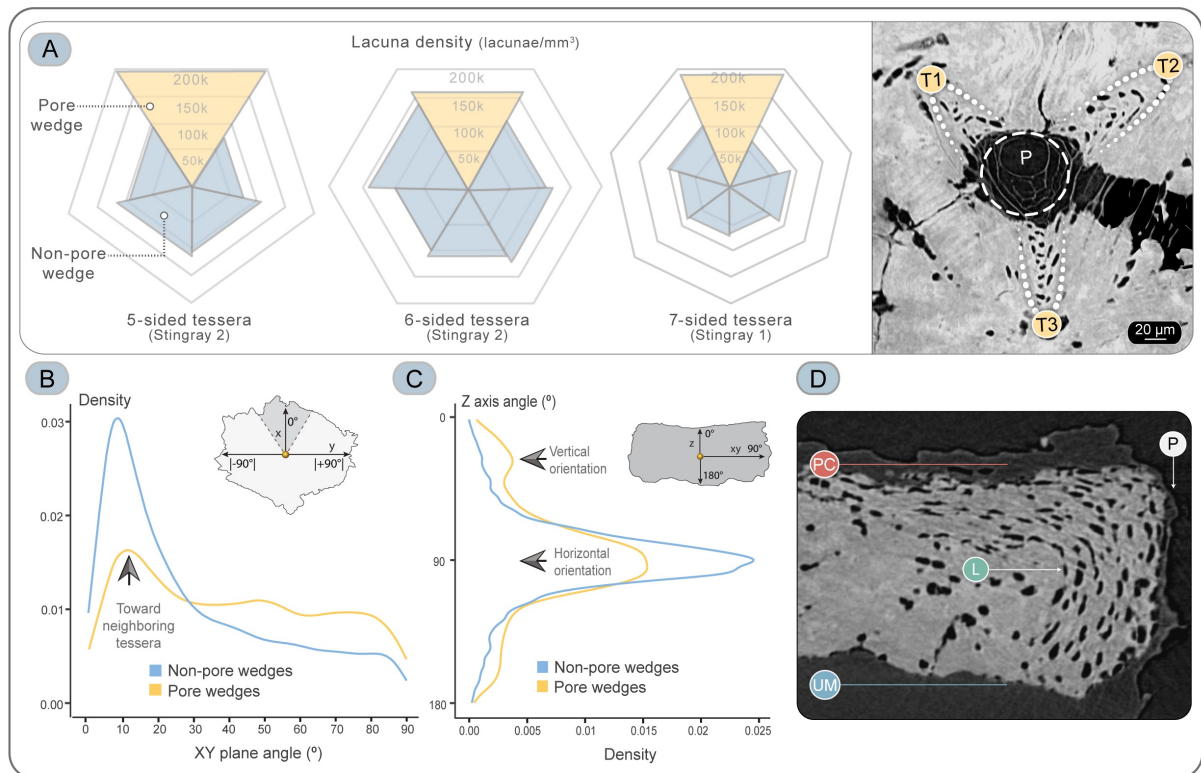 A
Lacuna density (lacunae/mm³)
200k
150k
100k
50k
200k
150k
100k
50k
200k
150k
100k
50k
Pore
wedge
Non-pore
wedge
5-sided tessera
(Stingray 2)
6-sided tessera
(Stingray 2)
7-sided tessera
(Stingray 1)
T1
T2
P
T3
20 µm
B
Density
0.03
0.02
0.01
0.00
0°
x
y
|-90°|
|+90°|
Toward
neighboring
tessera
Non-pore wedges
Pore wedges
0
10
20
30
40
50
60
70
80
90
XY plane angle (º)
C
Z axis angle (º)
0
90
180
Vertical
orientation
Horizontal
orientation
0°
z
xy 90°
180°
Non-pore wedges
Pore wedges
0.00
0.005
0.010
0.015
0.02
0.025
Density
D
P
PC
L
UM